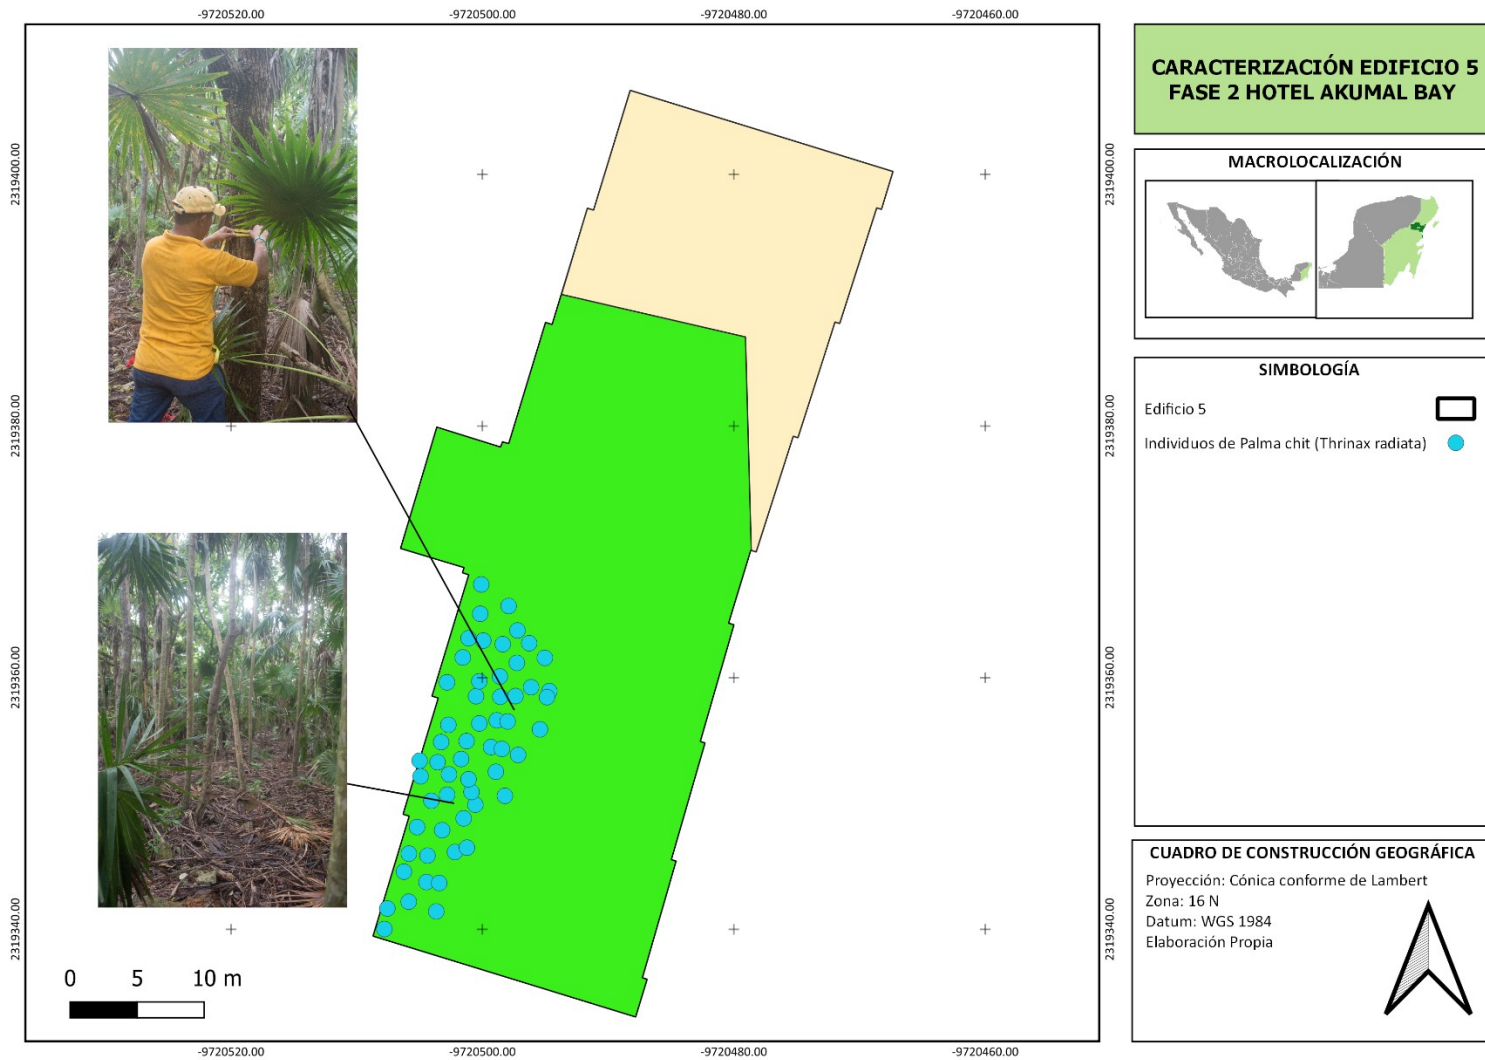 -9720520.00
-9720500.00
-9720480.00
-9720460.00
2319400.00
2319380.00
2319360.00
2319340.00
2319400.00
2319380.00
2319360.00
2319340.00
0 5 10 m
-9720520.00
-9720500.00
-9720480.00
-9720460.00
CARACTERIZACIÓN EDIFICIO 5
FASE 2 HOTEL AKUMAL BAY
MACROLOCALIZACIÓN
SIMBOLOGÍA
Edificio 5
Individuos de Palma chit (Thrinax radiata)
CUADRO DE CONSTRUCCIÓN GEOGRÁFICA
Proyección: Cónica conforme de Lambert
Zona: 16 N
Datum: WGS 1984
Elaboración Propia